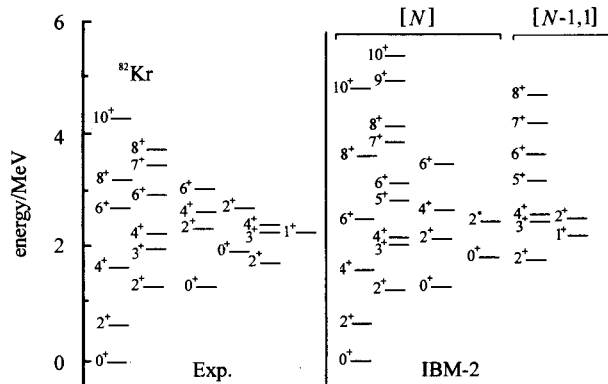 [N] [N-1,1]
6
10⁺
⁸²Kr 9⁺
10⁺ 8⁺
10⁺
4 8⁺ 7⁺
8⁺ 7⁺
7⁺ 8⁺ 6⁺
8⁺ 6⁺ 6⁺ 6⁺ 5⁺
6⁺ 4⁺ 2⁺ 5⁺ 4⁺ 4⁺ 2⁺
4⁺ 2⁺ 4⁺ 1⁺ 6⁺ 2⁺ 3⁺
2 3⁺ 3⁺ 4⁺ 2⁺ 1⁺
0⁺ 3⁺ 0⁺ 2⁺
4⁺ 2⁺ 4⁺
2⁺ 0⁺ 2⁺ 0⁺
2⁺ 2⁺
0 0⁺ 0⁺
Exp. IBM-2
energy/MeV